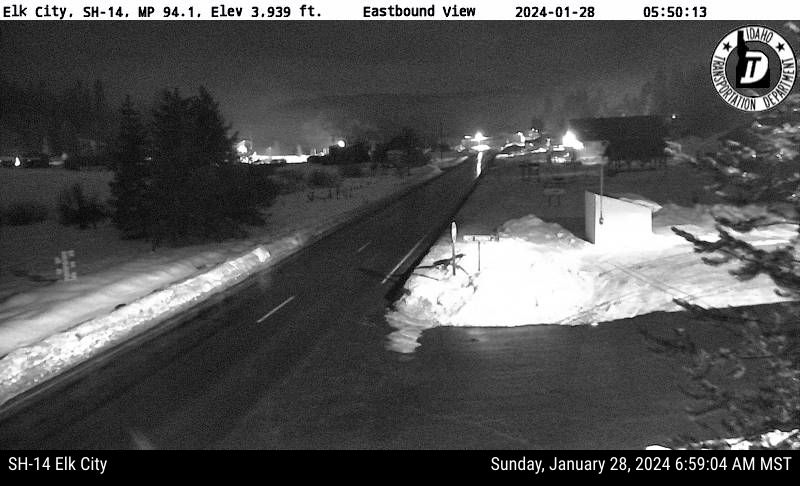 Elk City, SH-14, MP 94.1, Elev 3,939 ft. Eastbound View 2024-01-28 05:50:13
IDAHO
TRANSPORTATION DEPARTMENT
SH-14 Elk City Sunday, January 28, 2024 6:59:04 AM MST